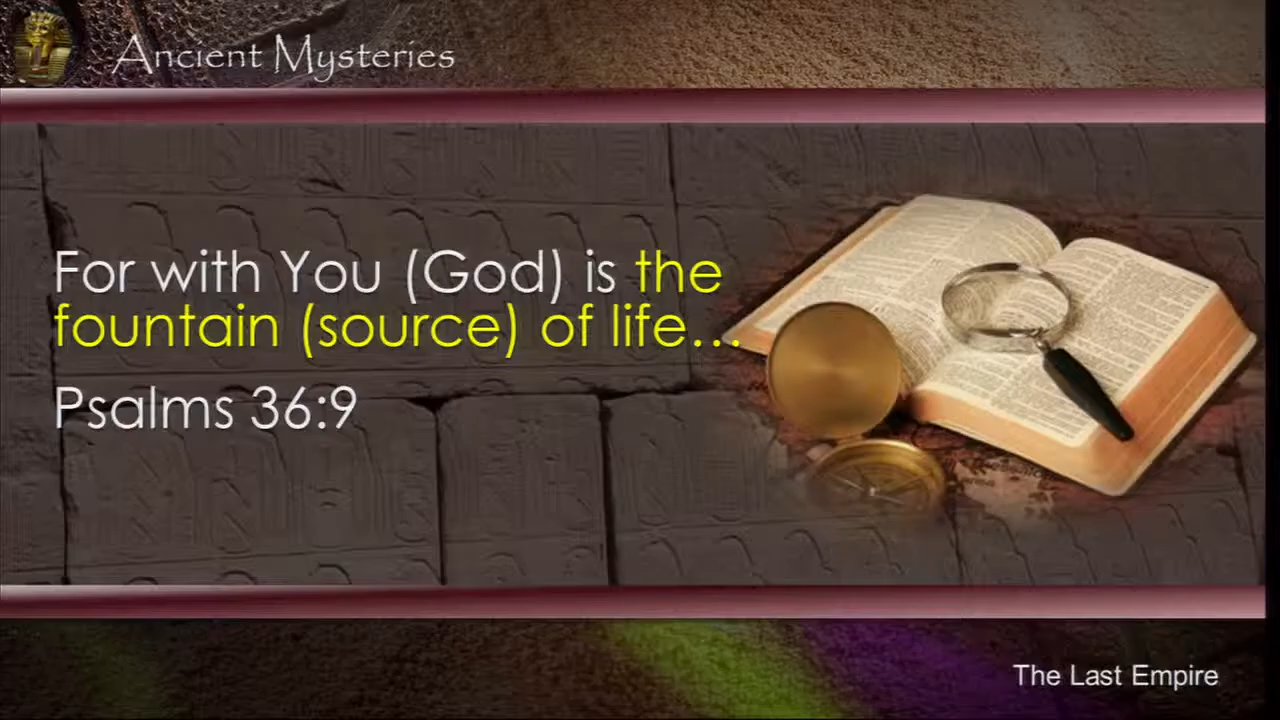 Ancient Mysteries
For with You (God) is the
fountain (source) of life…
Psalms 36:9
The Last Empire